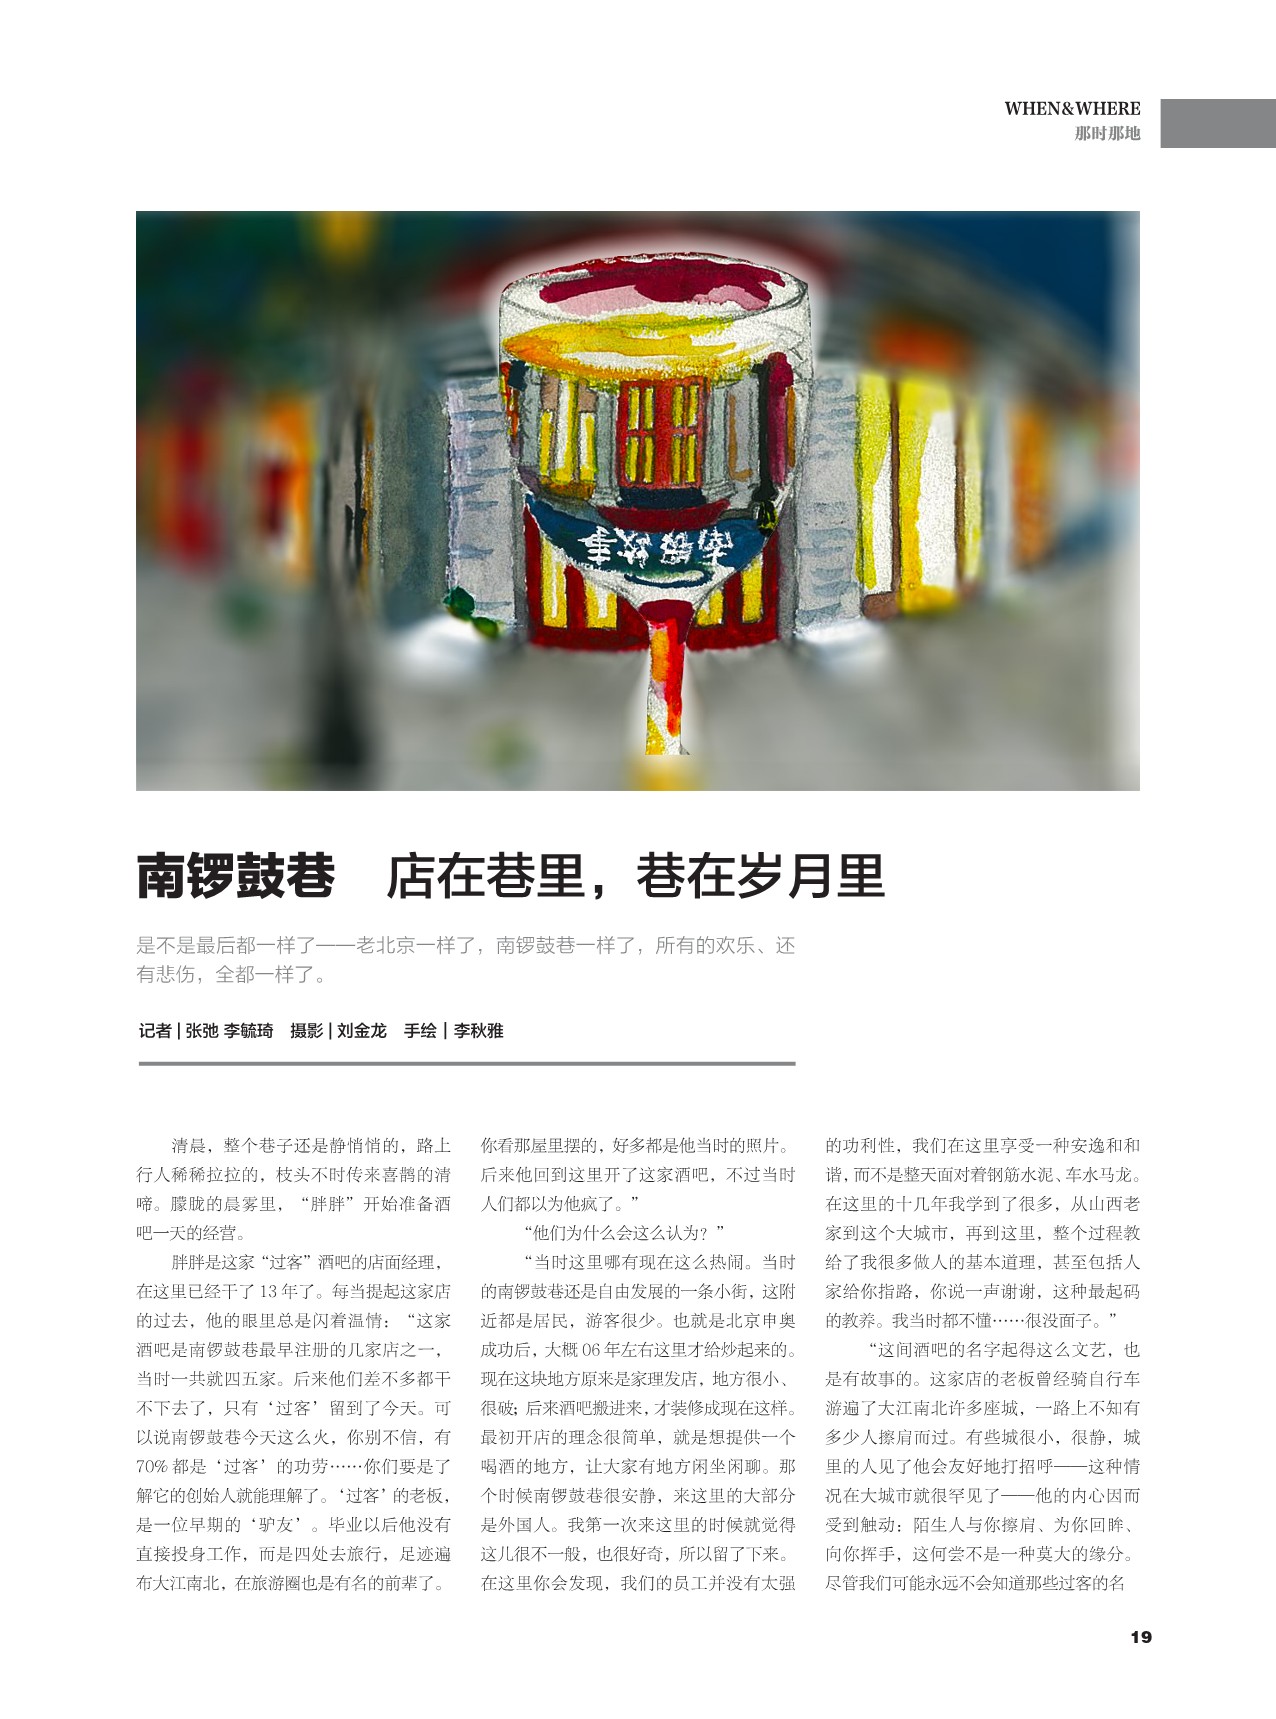 WHEN&WHERE
那时那地
南锣故事
南锣鼓巷 店在巷里，巷在岁月里
是不是最后都一样了——老北京一样了，南锣鼓巷一样了，所有的欢乐、还
有悲伤，全都一样了。
记者 | 张弛 李毓琦 摄影 | 刘金龙 手绘 | 李秋雅
清晨，整个巷子还是静悄悄的，路上
行人稀稀拉拉的，枝头不时传来喜鹊的清
啼。朦胧的晨雾里，“胖胖”开始准备酒
吧一天的经营。
胖胖是这家“过客”酒吧的店面经理，
在这里已经干了 13 年了。每当提起这家店
的过去，他的眼里总是闪着温情：“这家
酒吧是南锣鼓巷最早注册的几家店之一，
当时一共就四五家。后来他们差不多都干
不下去了，只有‘过客’留到了今天。可
以说南锣鼓巷今天这么火，你别不信，有
70% 都是‘过客’的功劳……你们要是了
解它的创始人就能理解了。‘过客’的老板，
是一位早期的‘驴友’。毕业以后他没有
直接投身工作，而是四处去旅行，足迹遍
布大江南北，在旅游圈也是有名的前辈了。
你看那屋里摆的，好多都是他当时的照片。
后来他回到这里开了这家酒吧，不过当时
人们都以为他疯了。”
“他们为什么会这么认为？”
“当时这里哪有现在这么热闹。当时
的南锣鼓巷还是自由发展的一条小街，这附
近都是居民，游客很少。也就是北京申奥
成功后，大概 06 年左右这里才给炒起来的。
现在这块地方原来是家理发店，地方很小、
很破；后来酒吧搬进来，才装修成现在这样。
最初开店的理念很简单，就是想提供一个
喝酒的地方，让大家有地方闲坐闲聊。那
个时候南锣鼓巷很安静，来这里的大部分
是外国人。我第一次来这里的时候就觉得
这儿很不一般，也很好奇，所以留了下来。
在这里你会发现，我们的员工并没有太强
的功利性，我们在这里享受一种安逸和和
谐，而不是整天面对着钢筋水泥、车水马龙。
在这里的十几年我学到了很多，从山西老
家到这个大城市，再到这里，整个过程教
给了我很多做人的基本道理，甚至包括人
家给你指路，你说一声谢谢，这种最起码
的教养。我当时都不懂……很没面子。”
“这间酒吧的名字起得这么文艺，也
是有故事的。这家店的老板曾经骑自行车
游遍了大江南北许多座城，一路上不知有
多少人擦肩而过。有些城很小，很静，城
里的人见了他会友好地打招呼——这种情
况在大城市就很罕见了——他的内心因而
受到触动：陌生人与你擦肩、为你回眸、
向你挥手，这何尝不是一种莫大的缘分。
尽管我们可能永远不会知道那些过客的名
19